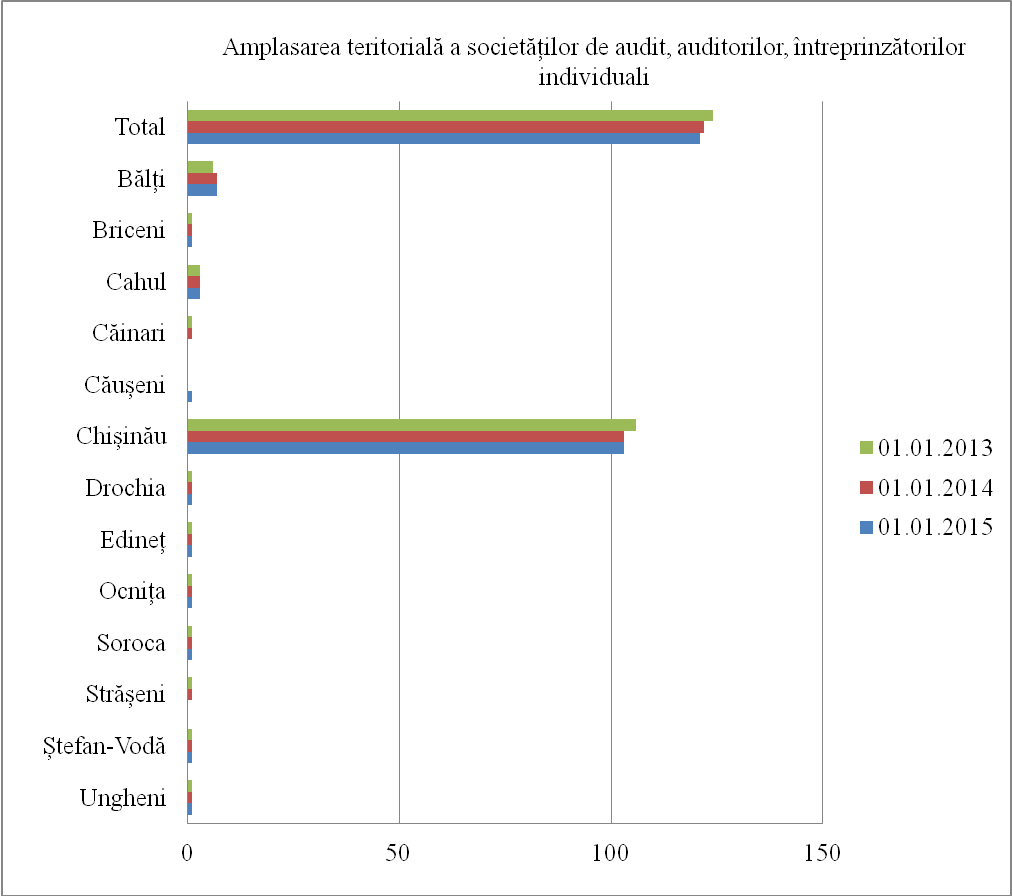 Amplasarea teritorială a societăților de audit, auditorilor, întreprinzătorilor
individuali
Total
Bălți
Briceni
Cahul
Căinari
Căușeni
Chișinău
Drochia
Edineț
Ocnița
Soroca
Strășeni
Ștefan-Vodă
Ungheni
01.01.2013
01.01.2014
01.01.2015
0 50 100 150